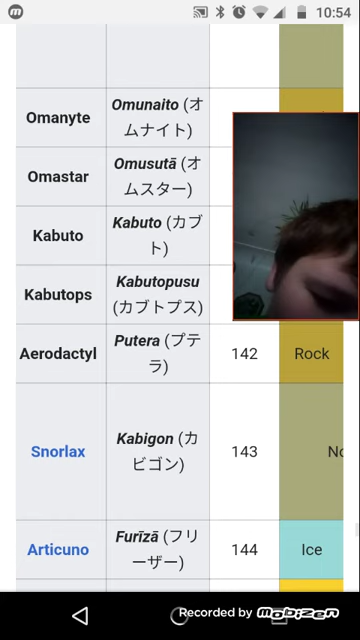 10:54
Omanyte
Omunaito (オ
ムナイト)
Omastar
Omusutā (オ
ムスター)
Kabuto
Kabuto (カブ
ト)
Kabutops
Kabutopusu
(カブトプス)
Aerodactyl
Putera (プテ
ラ)
142
Rock
Snorlax
Kabigon (カ
ビゴン)
143
Articuno
Furīzā (フリ
ーザー)
144
Ice
Recorded by mobizen